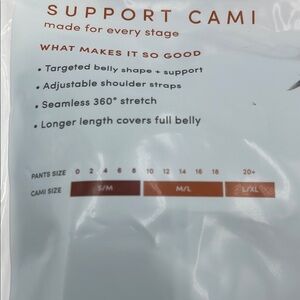 SUPPORT CAMI
made for every stage
WHAT MAKES IT SO GOOD
• Targeted belly shape + support
• Adjustable shoulder straps
• Seamless 360° stretch
• Longer length covers full belly
PANTS SIZE 0 2 4 6 8 10 12 14 16 18 20+
CAMI SIZE S/M M/L L/XL